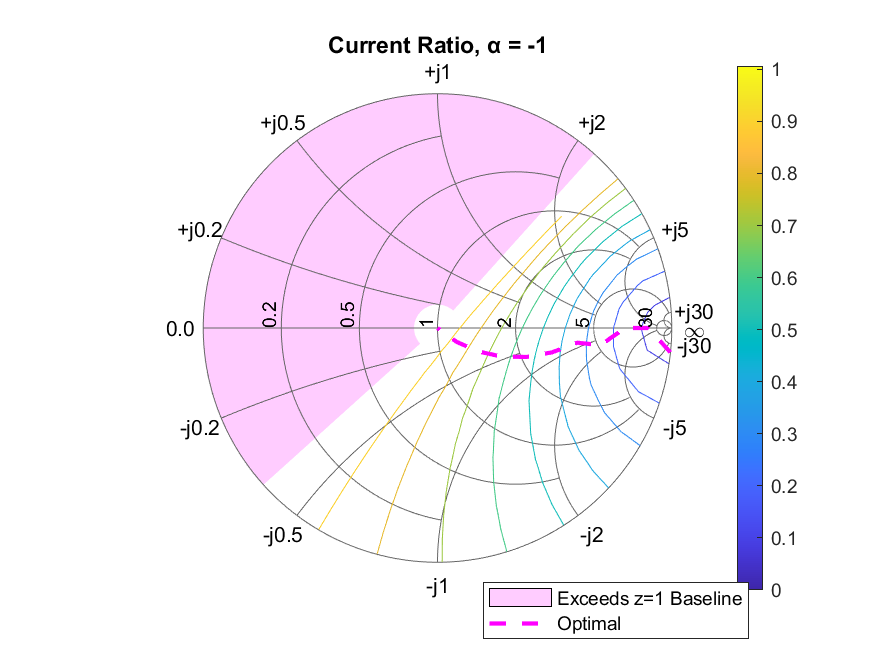 Current Ratio, α = -1
+j1
1
+j0.5
+j2
0.9
0.8
+j0.2
+j5
0.7
0.6
0.0
0.2
0.5
1
2
5
30
+j30
∞
-j30
0.5
0.4
-j0.2
-j5
0.3
0.2
-j0.5
-j2
0.1
-j1
0
Exceeds z=1 Baseline
Optimal